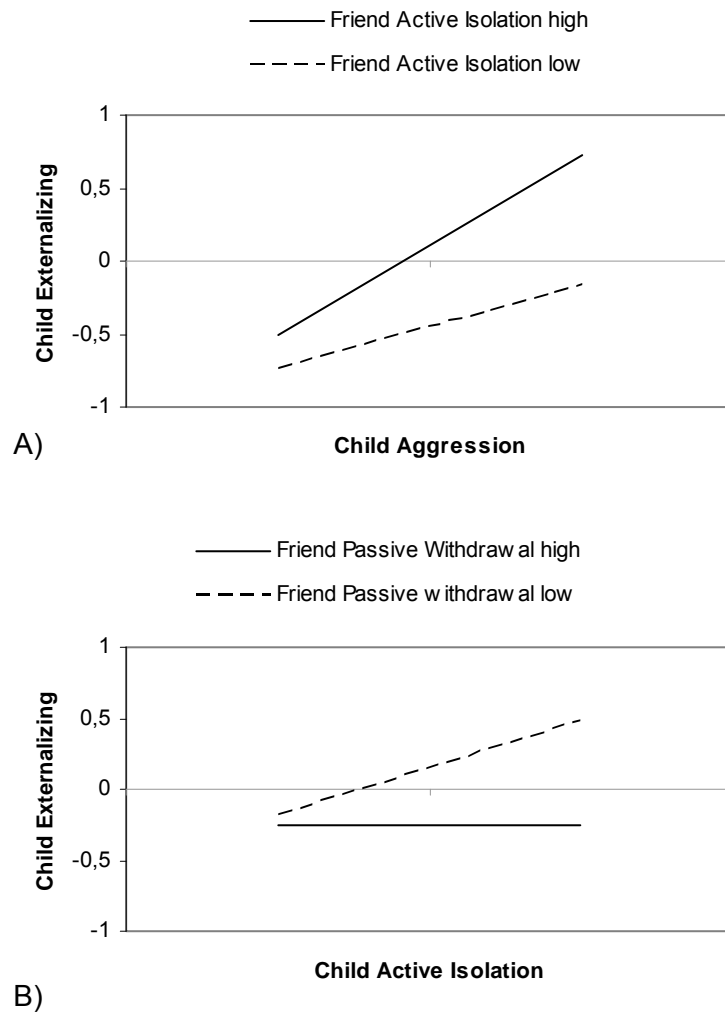 Friend Active Isolation high
Friend Active Isolation low
1
0,5
0
-0,5
-1
Child Externalizing
Child Aggression
A)
Friend Passive Withdraw al high
Friend Passive w ithdraw al low
1
0,5
0
-0,5
-1
Child Externalizing
Child Active Isolation
B)